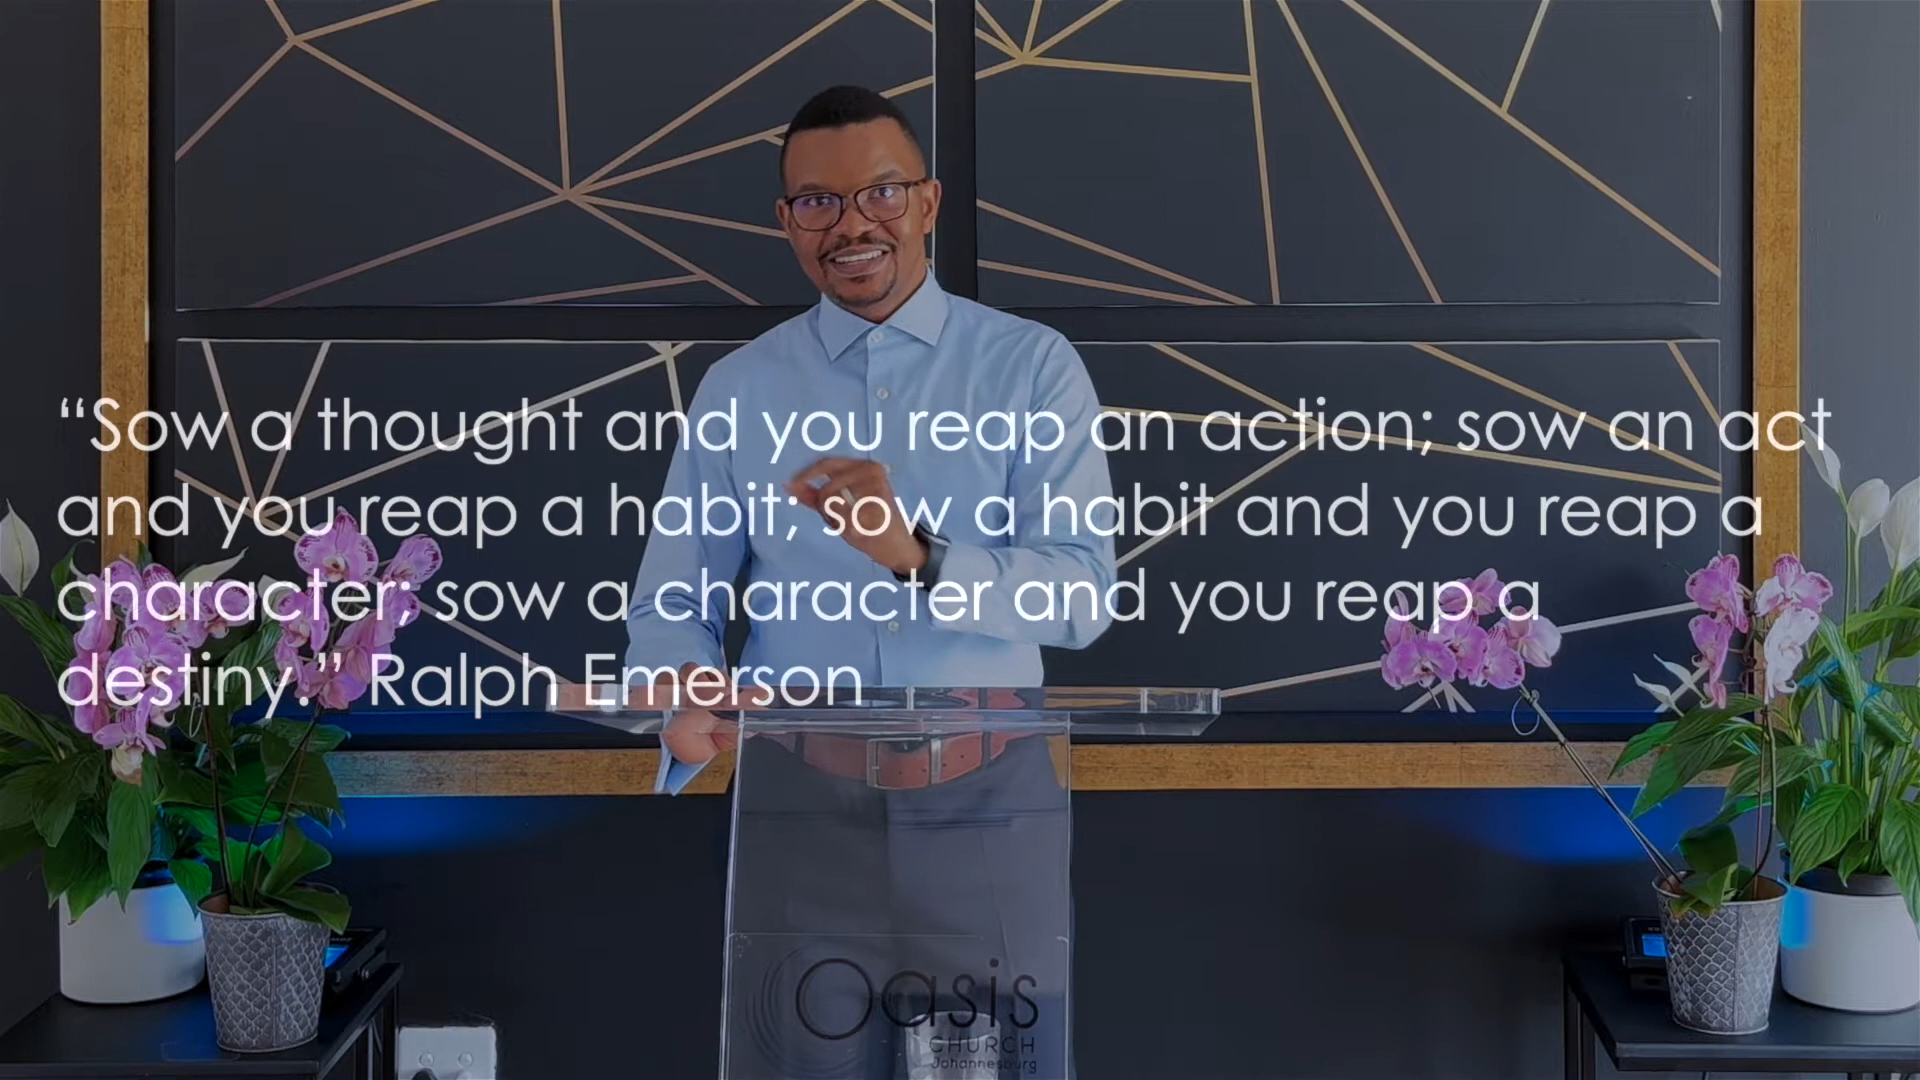 “Sow a thought and you reap an action; sow an act
and you reap a habit; sow a habit and you reap a
character; sow a character and you reap a
destiny.” Ralph Emerson
Oasis
CHURCH
Johannesburg